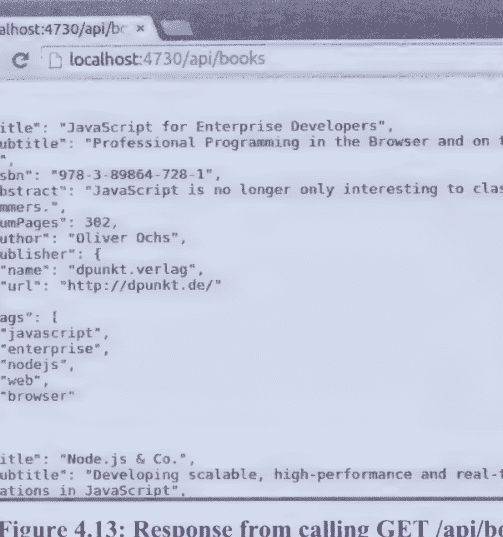 alhost:4730/api/bo ×
localhost:4730/api/books
itle": "JavaScript for Enterprise Developers",
ubtitle": "Professional Programming in the Browser and on t
",
sbn": "978-3-89864-728-1",
bstract": "JavaScript is no longer only interesting to clas
mmers.",
umPages": 302,
uthor": "Oliver Ochs",
ublisher": {
"name": "dpunkt.verlag",
"url": "http://dpunkt.de/"
ags": [
"javascript",
"enterprise",
"nodejs",
"web",
"browser"
itle": "Node.js & Co.",
ubtitle": "Developing scalable, high-performance and real-t
ations in JavaScript",
Figure 4.13: Response from calling GET /api/bo